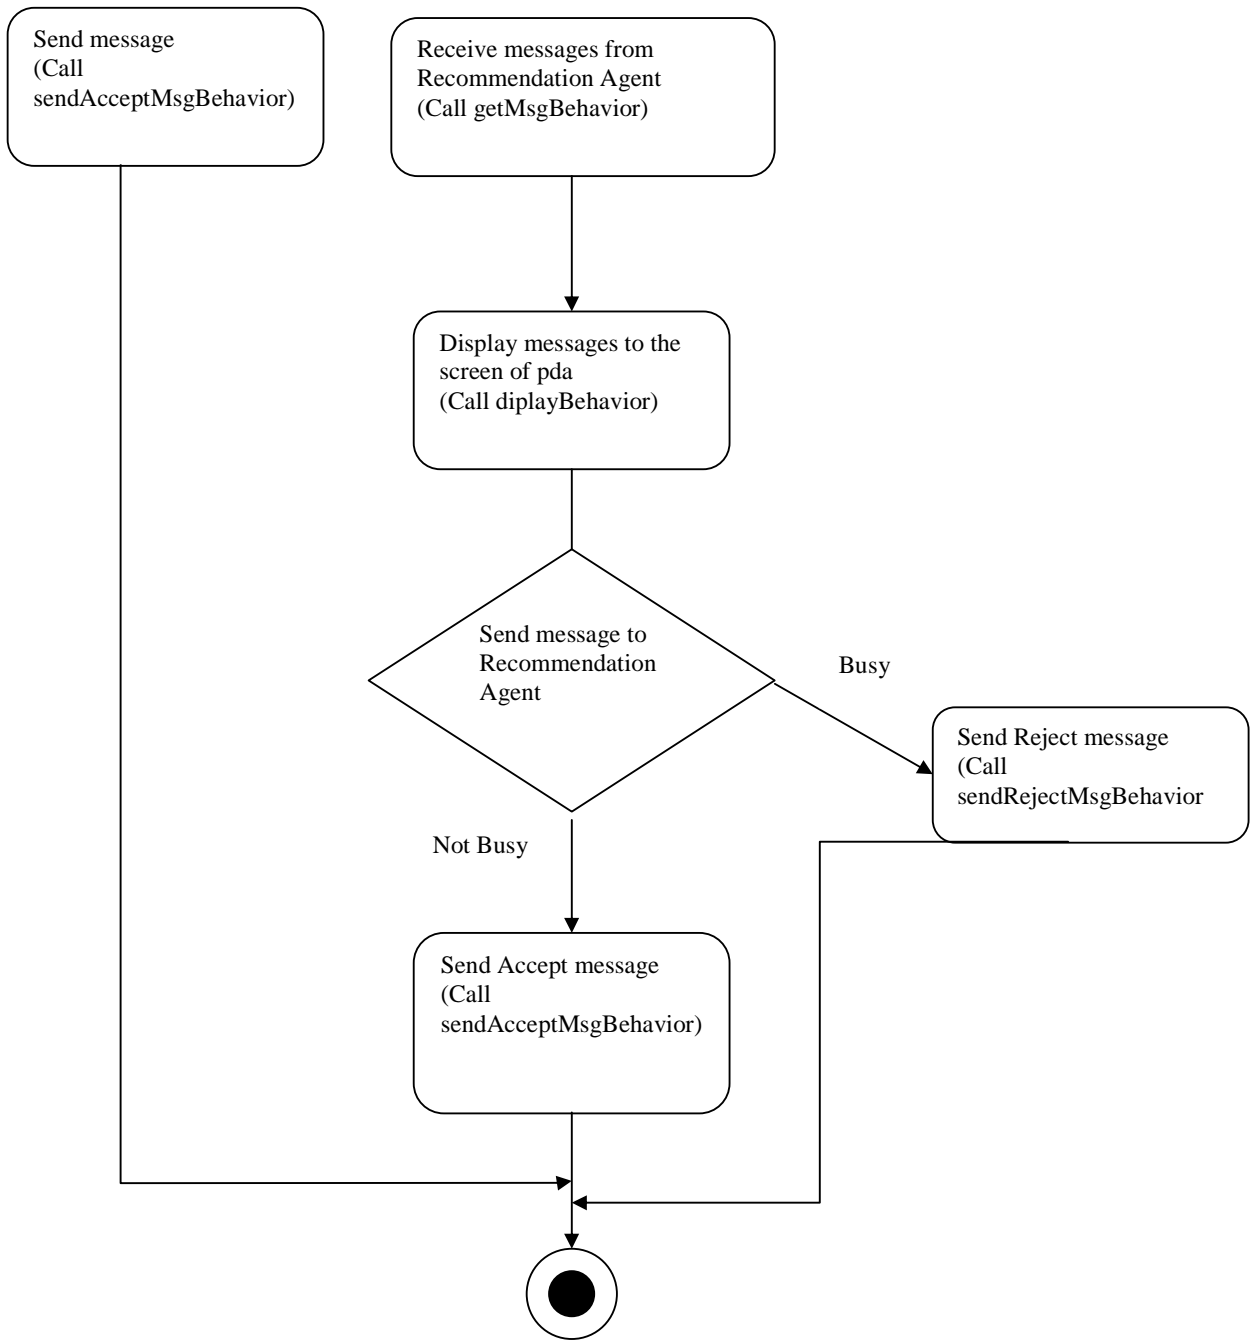 Send message
(Call
sendAcceptMsgBehavior)
Receive messages from
Recommendation Agent
(Call getMsgBehavior)
Display messages to the
screen of pda
(Call diplayBehavior)
Send message to
Recommendation
Agent
Busy
Send Reject message
(Call
sendRejectMsgBehavior
Not Busy
Send Accept message
(Call
sendAcceptMsgBehavior)